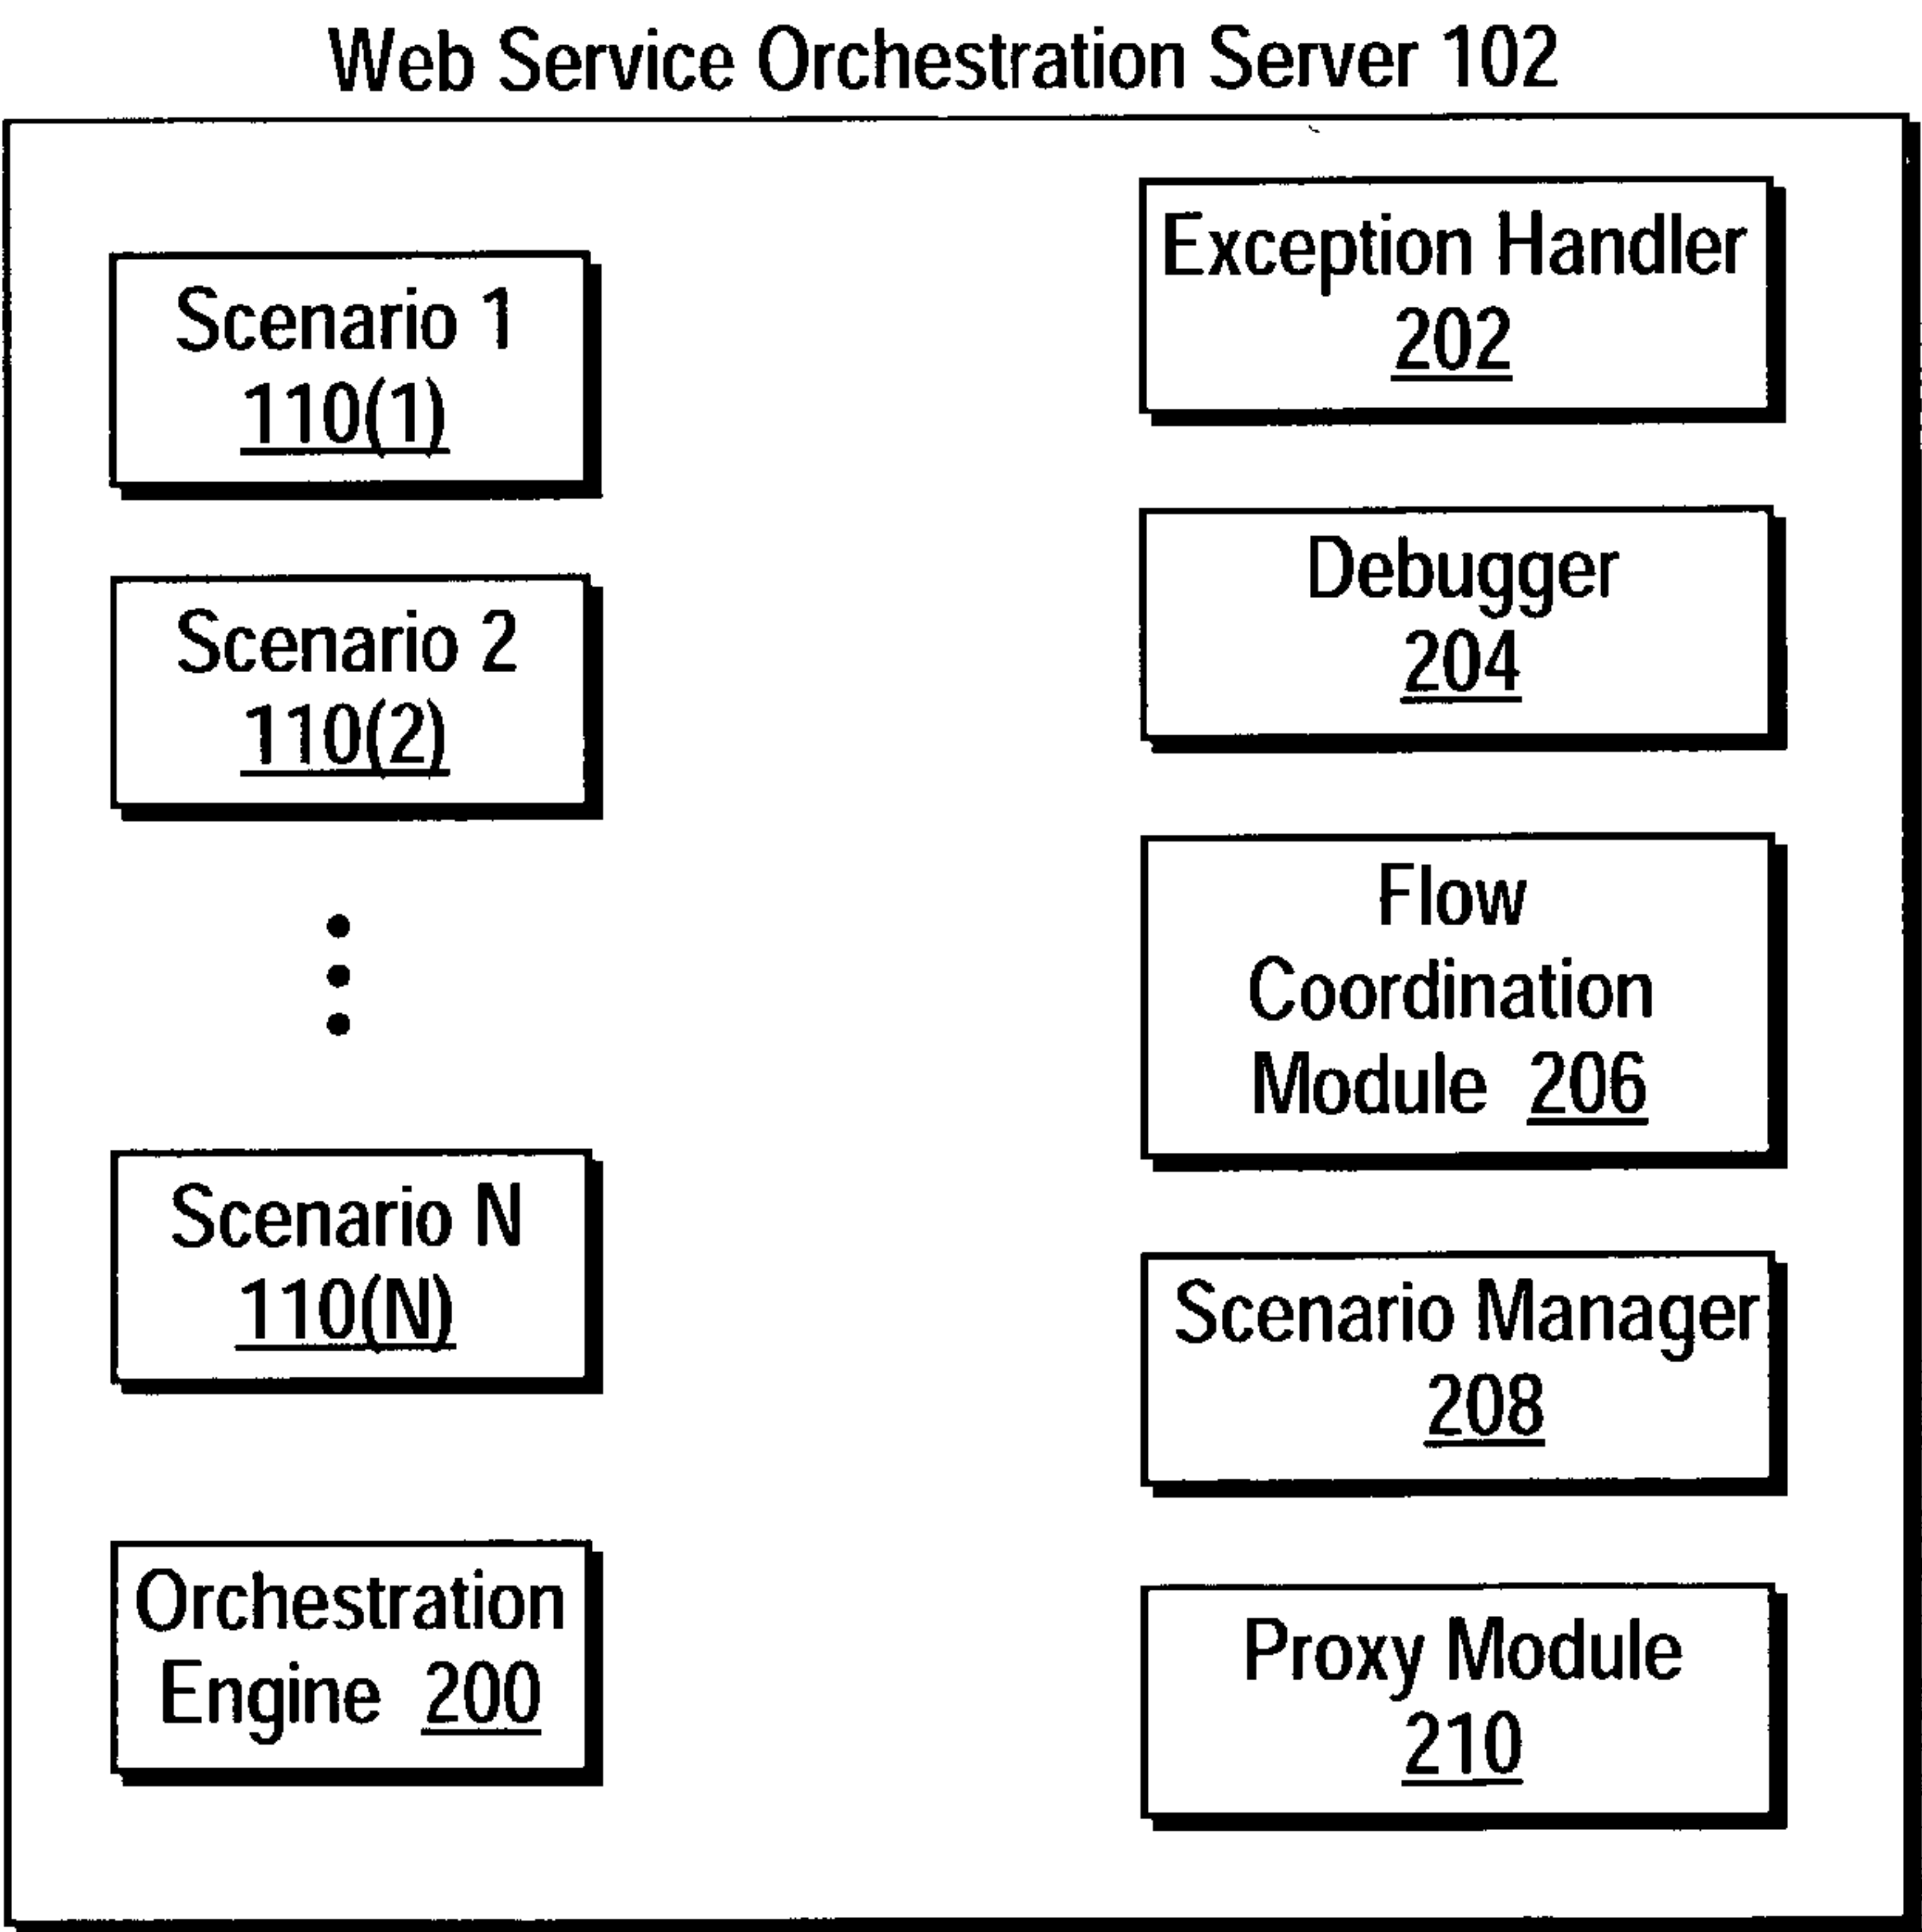 Web Service Orchestration Server 102
Scenario 1
110(1)
Scenario 2
110(2)
Scenario N
110(N)
Orchestration
Engine 200
Exception Handler
202
Debugger
204
Flow
Coordination
Module 206
Scenario Manager
208
Proxy Module
210